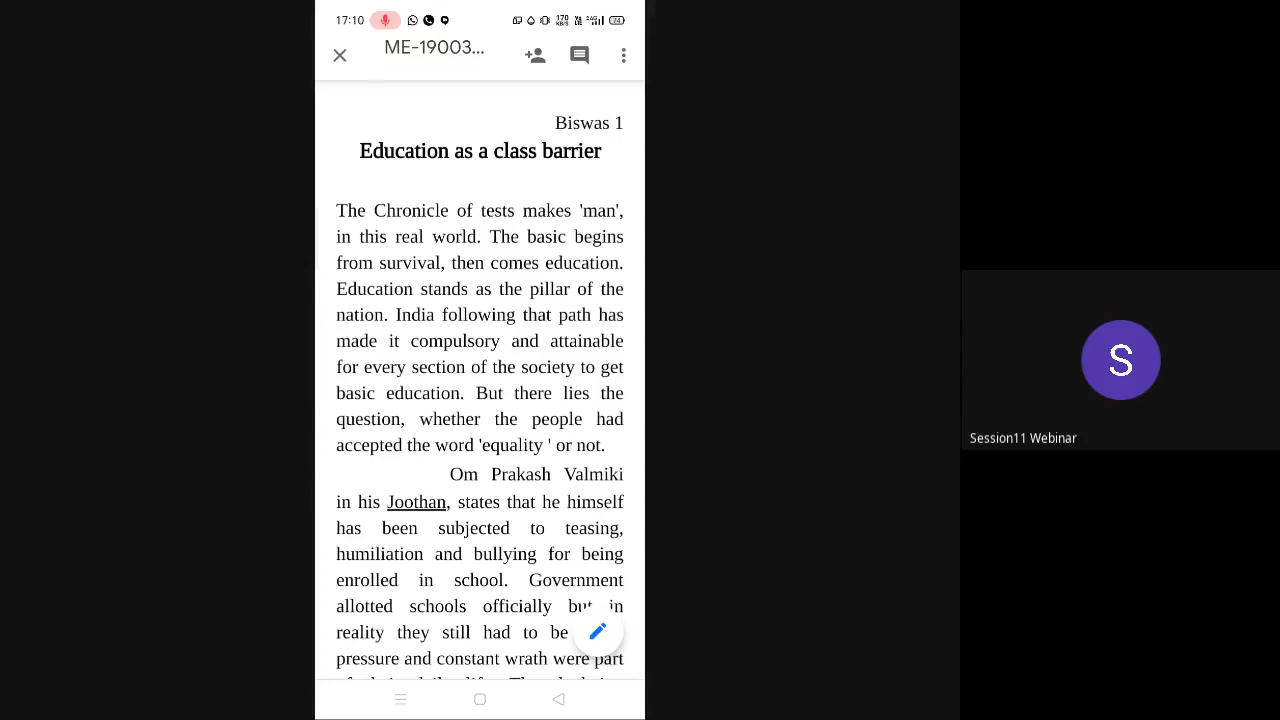 17:10
170
KB/S
ME-19003...
Biswas 1
Education as a class barrier
The Chronicle of tests makes 'man',
in this real world. The basic begins
from survival, then comes education.
Education stands as the pillar of the
nation. India following that path has
made it compulsory and attainable
for every section of the society to get
basic education. But there lies the
question, whether the people had
accepted the word 'equality ' or not.
Om Prakash Valmiki
in his Joothan, states that he himself
has been subjected to teasing,
humiliation and bullying for being
enrolled in school. Government
allotted schools officially but in
reality they still had to be
pressure and constant wrath were part
S
Session11 Webinar